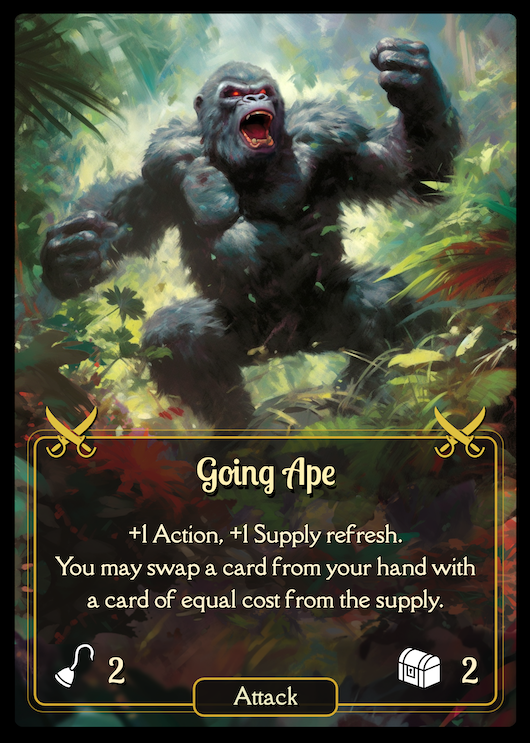 Going Ape
+1 Action, +1 Supply refresh.
You may swap a card from your hand with
a card of equal cost from the supply.
2
2
Attack